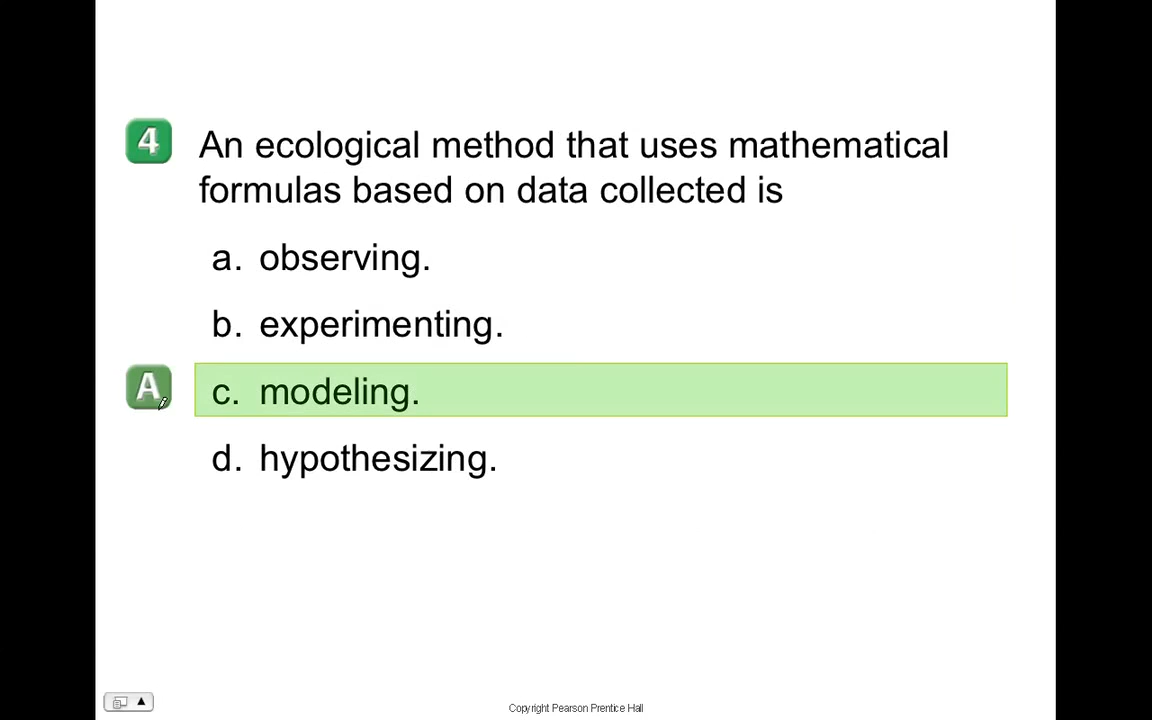 4 An ecological method that uses mathematical
formulas based on data collected is
a. observing.
b. experimenting.
A c. modeling.
d. hypothesizing.
Copyright Pearson Prentice Hall